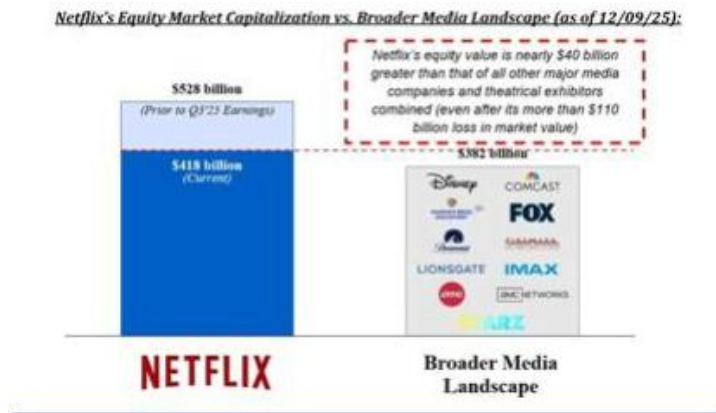 Netflix's Equity Market Capitalization vs. Broader Media Landscape (as of 12/09/25):
Netflix's equity value is nearly $40 billion
greater than that of all other major media
companies and theatrical exhibitors
combined (even after its more than $110
billion loss in market value)
$528 billion
(Prior to Q3'25 Earnings)
$418 billion
(Current)
$382 billion
Disney
COMCAST
FOX
Paramount
LIONSGATE
IMAX
amc
AMC NETWORKS
STARZ
NETFLIX
Broader Media
Landscape